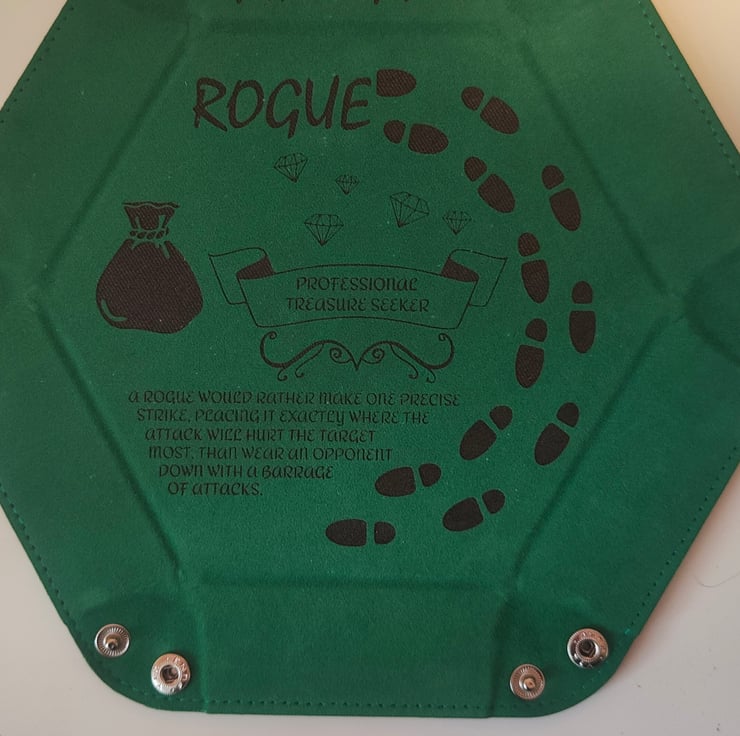 ROGUE
PROFESSIONAL
TREASURE SEEKER
A ROGUE WOULD RATHER MAKE ONE PRECISE
STRIKE, PLACING IT EXACTLY WHERE THE
ATTACK WILL HURT THE TARGET
MOST, THAN WEAR AN OPPONENT
DOWN WITH A BARRAGE
OF ATTACKS.